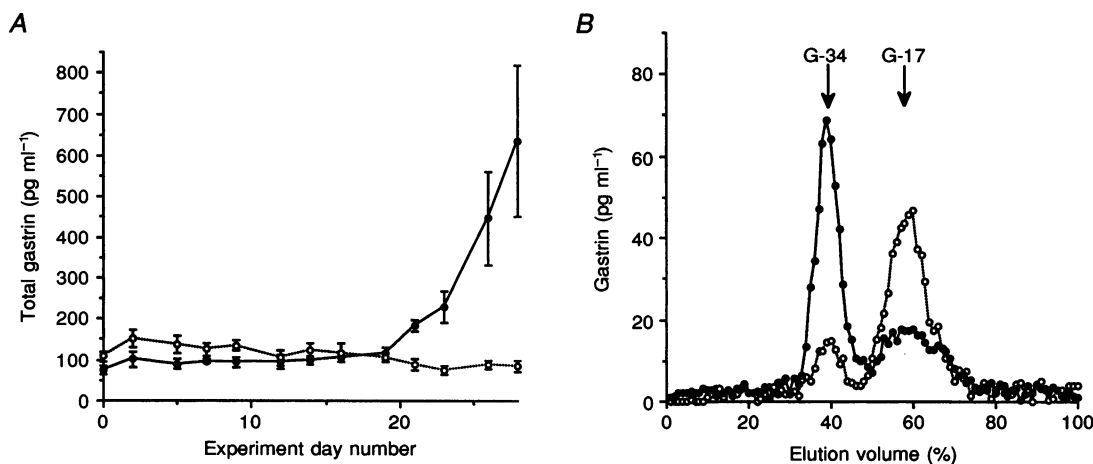 A
Total gastrin (pg ml⁻¹)
800
700
600
500
400
300
200
100
0
0
10
20
Experiment day number
B
Gastrin (pg ml⁻¹)
80
60
40
20
0
G-34
G-17
0
20
40
60
80
100
Elution volume (%)